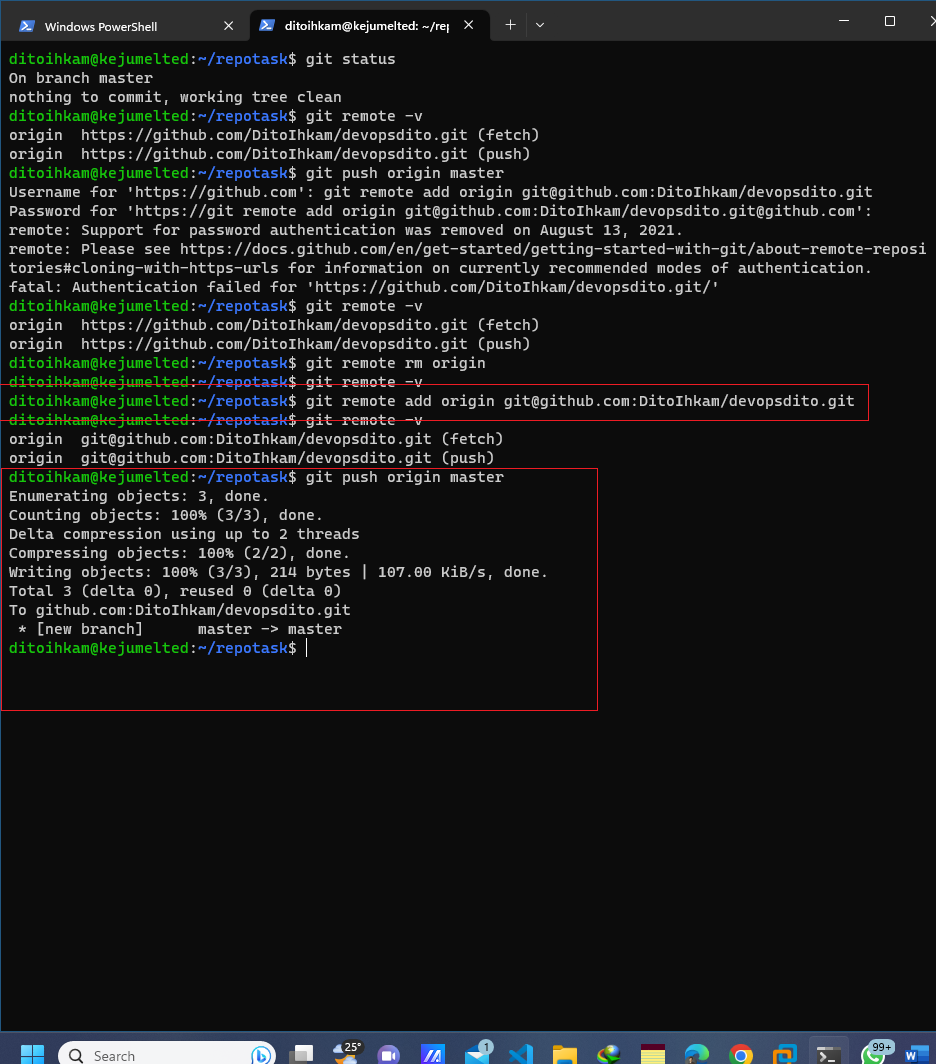 Windows PowerShell
ditoihkam@kejumelted: ~/rep
ditoihkam@kejumelted:~/repotask$ git status
On branch master
nothing to commit, working tree clean
ditoihkam@kejumelted:~/repotask$ git remote -v
origin  https://github.com/DitoIhkam/devopsdito.git (fetch)
origin  https://github.com/DitoIhkam/devopsdito.git (push)
ditoihkam@kejumelted:~/repotask$ git push origin master
Username for 'https://github.com': git remote add origin git@github.com:DitoIhkam/devopsdito.git
Password for 'https://git remote add origin git@github.com:DitoIhkam/devopsdito.git@github.com':
remote: Support for password authentication was removed on August 13, 2021.
remote: Please see https://docs.github.com/en/get-started/getting-started-with-git/about-remote-reposi
tories#cloning-with-https-urls for information on currently recommended modes of authentication.
fatal: Authentication failed for 'https://github.com/DitoIhkam/devopsdito.git/'
ditoihkam@kejumelted:~/repotask$ git remote -v
origin  https://github.com/DitoIhkam/devopsdito.git (fetch)
origin  https://github.com/DitoIhkam/devopsdito.git (push)
ditoihkam@kejumelted:~/repotask$ git remote rm origin
ditoihkam@kejumelted:~/repotask$ git remote -v
ditoihkam@kejumelted:~/repotask$ git remote add origin git@github.com:DitoIhkam/devopsdito.git
ditoihkam@kejumelted:~/repotask$ git remote -v
origin  git@github.com:DitoIhkam/devopsdito.git (fetch)
origin  git@github.com:DitoIhkam/devopsdito.git (push)
ditoihkam@kejumelted:~/repotask$ git push origin master
Enumerating objects: 3, done.
Counting objects: 100% (3/3), done.
Delta compression using up to 2 threads
Compressing objects: 100% (2/2), done.
Writing objects: 100% (3/3), 214 bytes | 107.00 KiB/s, done.
Total 3 (delta 0), reused 0 (delta 0)
To github.com:DitoIhkam/devopsdito.git
 * [new branch]      master -> master
ditoihkam@kejumelted:~/repotask$
Search
25°
1
99+